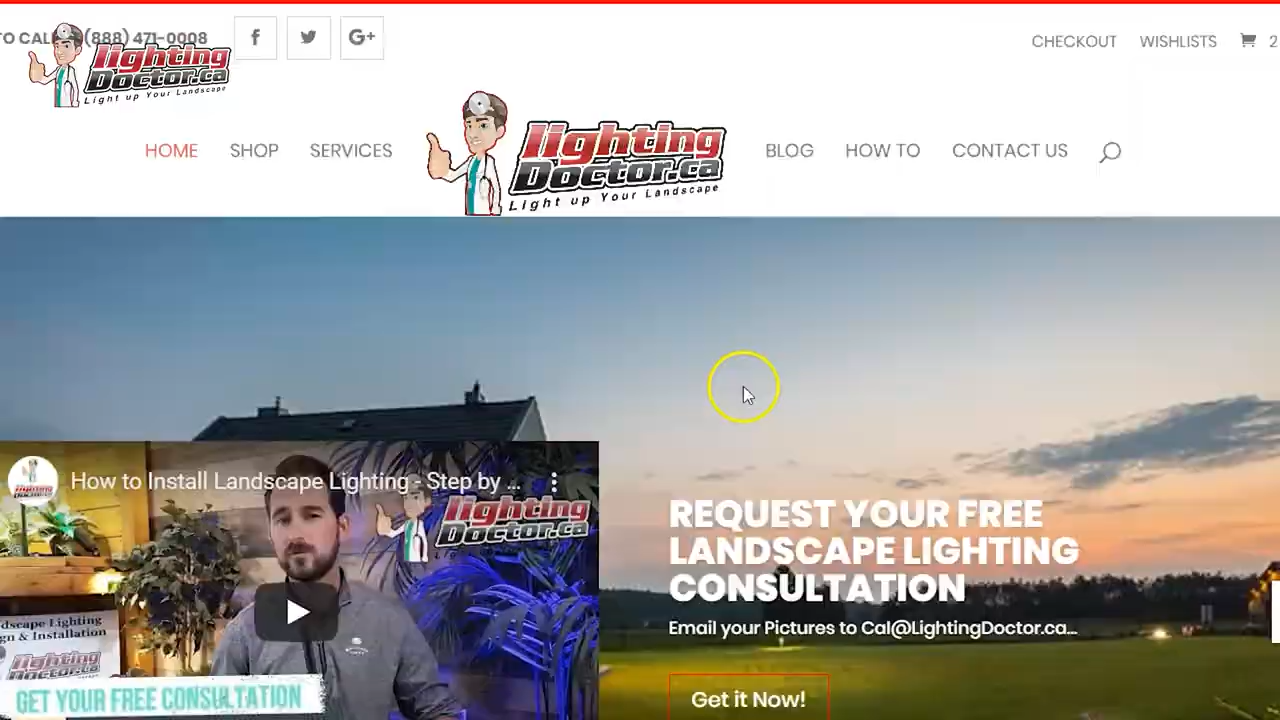 TO CALL
(888) 471-0008
f
G+
CHECKOUT
WISHLISTS
2
lighting
Doctor.ca
Light up Your Landscape
HOME
SHOP
SERVICES
lighting
Doctor.ca
Light up Your Landscape
BLOG
HOW TO
CONTACT US
How to Install Landscape Lighting - Step by ...
lighting
Doctor.ca
dscape Lighting
gn & Installation
lighting
Doctor.ca
GET YOUR FREE CONSULTATION
REQUEST YOUR FREE
LANDSCAPE LIGHTING
CONSULTATION
Email your Pictures to Cal@LightingDoctor.ca...
Get it Now!